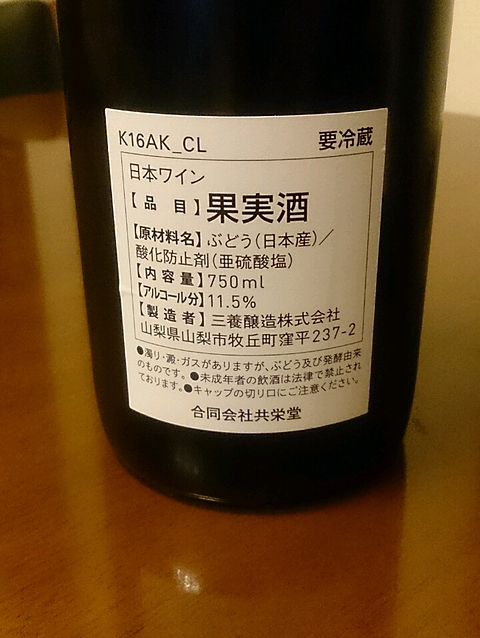 K16AK_CL 要冷蔵
日本ワイン
【品 目】果実酒
【原材料名】ぶどう(日本産)／
酸化防止剤(亜硫酸塩)
【内 容 量】750ml
【アルコール分】11.5%
【製 造 者】三養醸造株式会社
山梨県山梨市牧丘町窪平237-2
●濁り・澱・ガスがありますが、ぶどう及び発酵由来
のものです。●未成年者の飲酒は法律で禁止され
ております。●キャップの切り口にご注意ください。
合同会社共栄堂